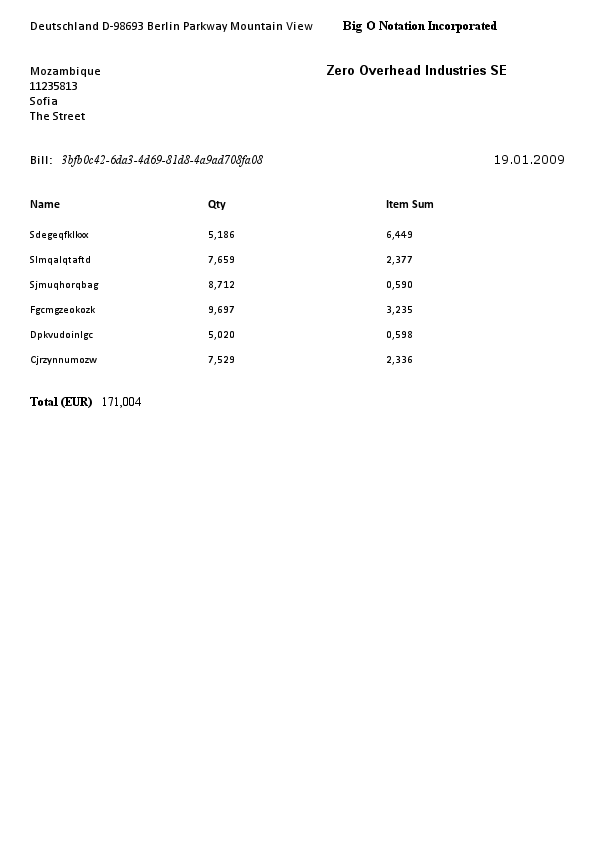 Deutschland D-98693 Berlin Parkway Mountain View Big O Notation Incorporated
Mozambique Zero Overhead Industries SE
11235813
Sofia
The Street
Bill: 3bfb0c42-6da3-4d69-81d8-4a9ad708fa08 19.01.2009
Name Qty Item Sum
Sdegeqfklkxx 5,186 6,449
Slmqalqtaftd 7,659 2,377
Sjmuqhorqbag 8,712 0,590
Fgcmgzeokozk 9,697 3,235
Dpkvudoinlgc 5,020 0,598
Cjrzynnumozw 7,529 2,336
Total (EUR) 171,004